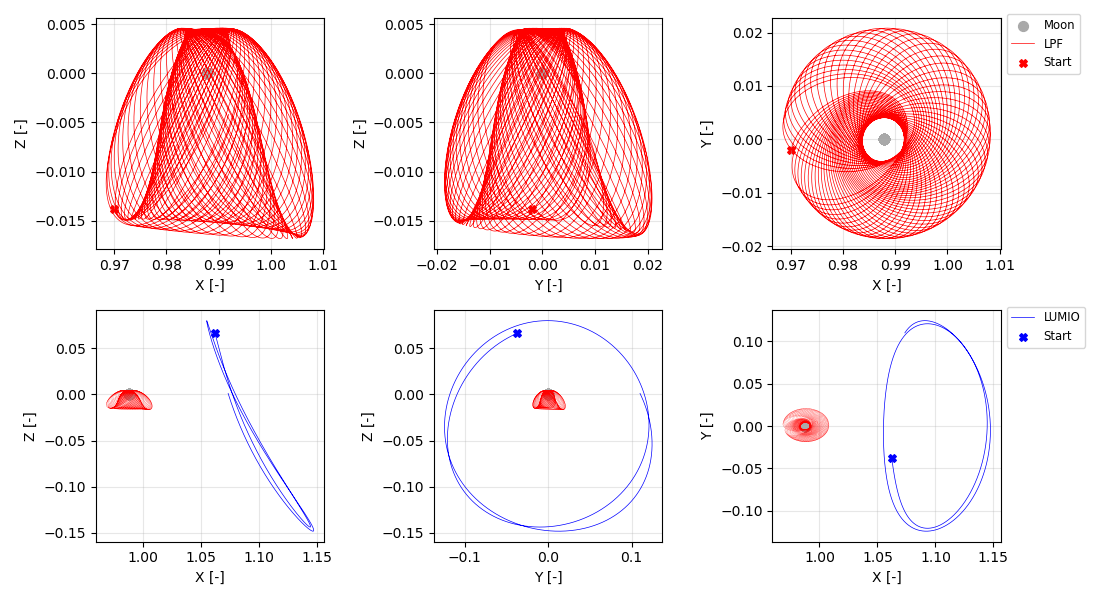 0.005
0.000
−0.005
−0.010
−0.015
Z [-]
0.97 0.98 0.99 1.00 1.01
X [-]
0.005
0.000
−0.005
−0.010
−0.015
Z [-]
−0.02 −0.01 0.00 0.01 0.02
Y [-]
0.02
0.01
0.00
−0.01
−0.02
Y [-]
0.97 0.98 0.99 1.00 1.01
X [-]
Moon
LPF
Start
0.05
0.00
−0.05
−0.10
−0.15
Z [-]
1.00 1.05 1.10 1.15
X [-]
0.05
0.00
−0.05
−0.10
−0.15
Z [-]
−0.1 0.0 0.1
Y [-]
0.10
0.05
0.00
−0.05
−0.10
Y [-]
1.00 1.05 1.10 1.15
X [-]
LUMIO
Start